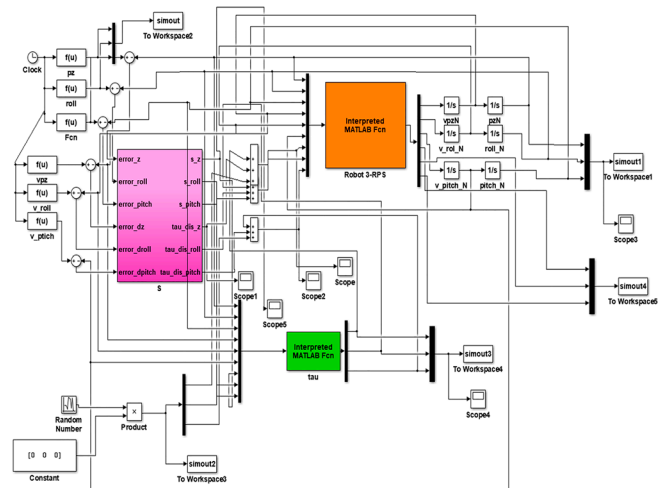 simout
To Workspace2
Clock
f(u)
pz
f(u)
roll
f(u)
Fcn
f(u)
vpz
f(u)
v_roll
f(u)
v_ptich
error_z
error_roll
error_pitch
error_dz
error_droll
error_dpitch
s_z
s_roll
s_pitch
tau_dis_z
tau_dis_roll
tau_dis_pitch
S
Interpreted
MATLAB Fcn
Robot 3-RPS
1/s
vpzN
1/s
pzN
1/s
v_rol_N
1/s
roll_N
1/s
v_pitch_N
1/s
pitch_N
simout1
To Workspace1
Scope3
Scope1
Scope5
Scope2
Scope
simout4
To Workspace5
Interpreted
MATLAB Fcn
tau
simout3
To Workspace4
Scope4
Random
Number
×
Product
[0 0 0]
Constant
simout2
To Workspace3